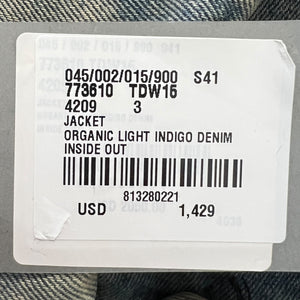 045/002/015/900 S41
773610 TDW15
4209 3
JACKET
ORGANIC LIGHT INDIGO DENIM
INSIDE OUT
813280221
USD 1,429